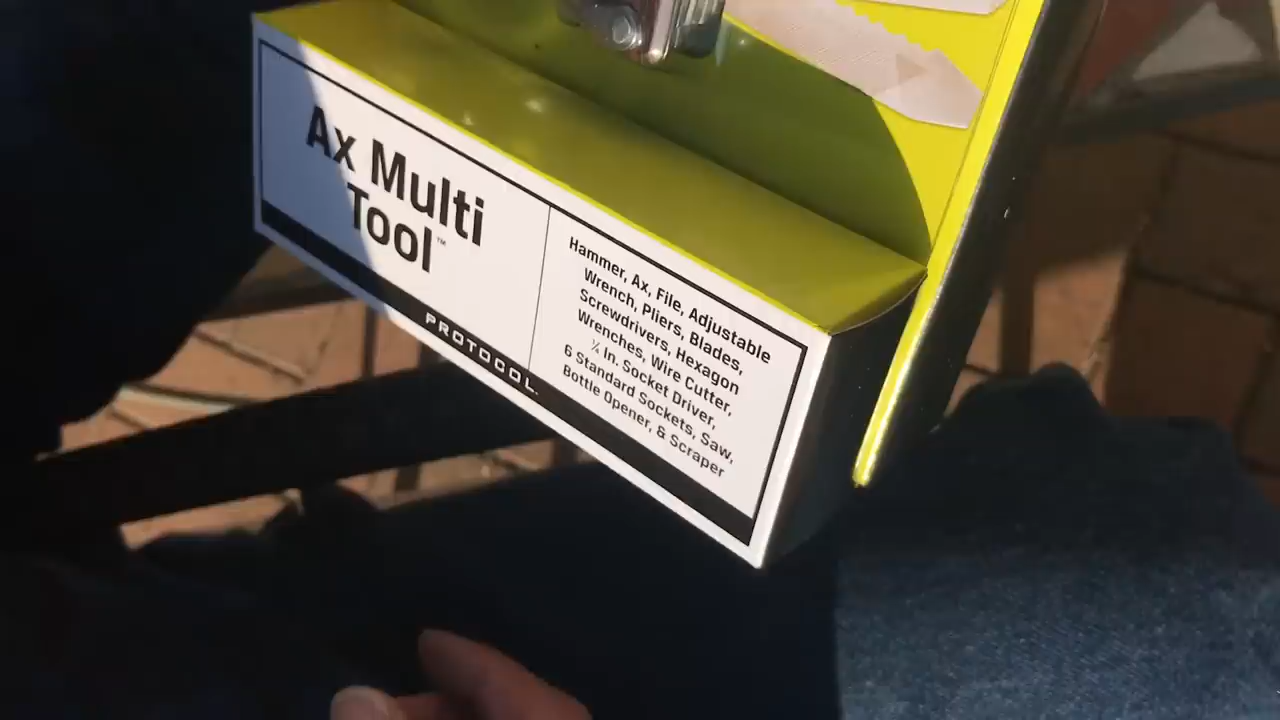 Ax Multi
Tool™
PROTOCOL.
Hammer, Ax, File, Adjustable
Wrench, Pliers, Blades,
Screwdrivers, Hexagon
Wrenches, Wire Cutter,
¼ In. Socket Driver,
6 Standard Sockets, Saw,
Bottle Opener, & Scraper